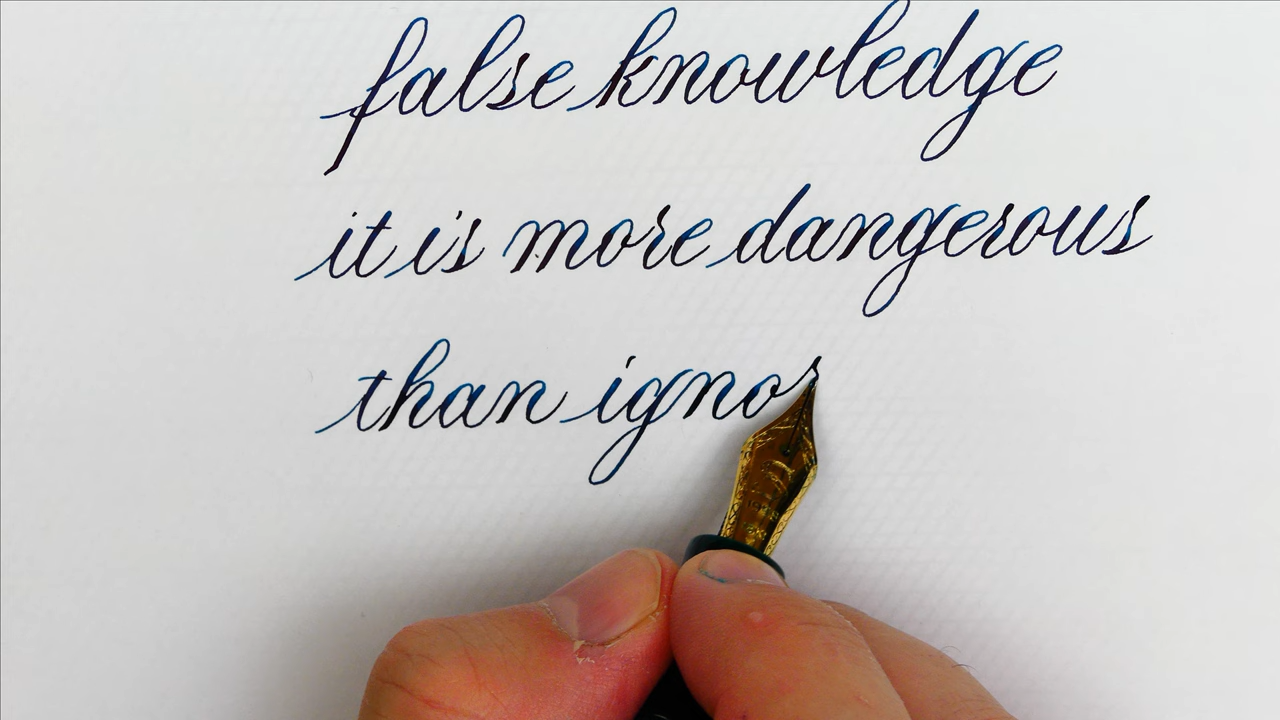 false knowledge
it is more dangerous
than ignor